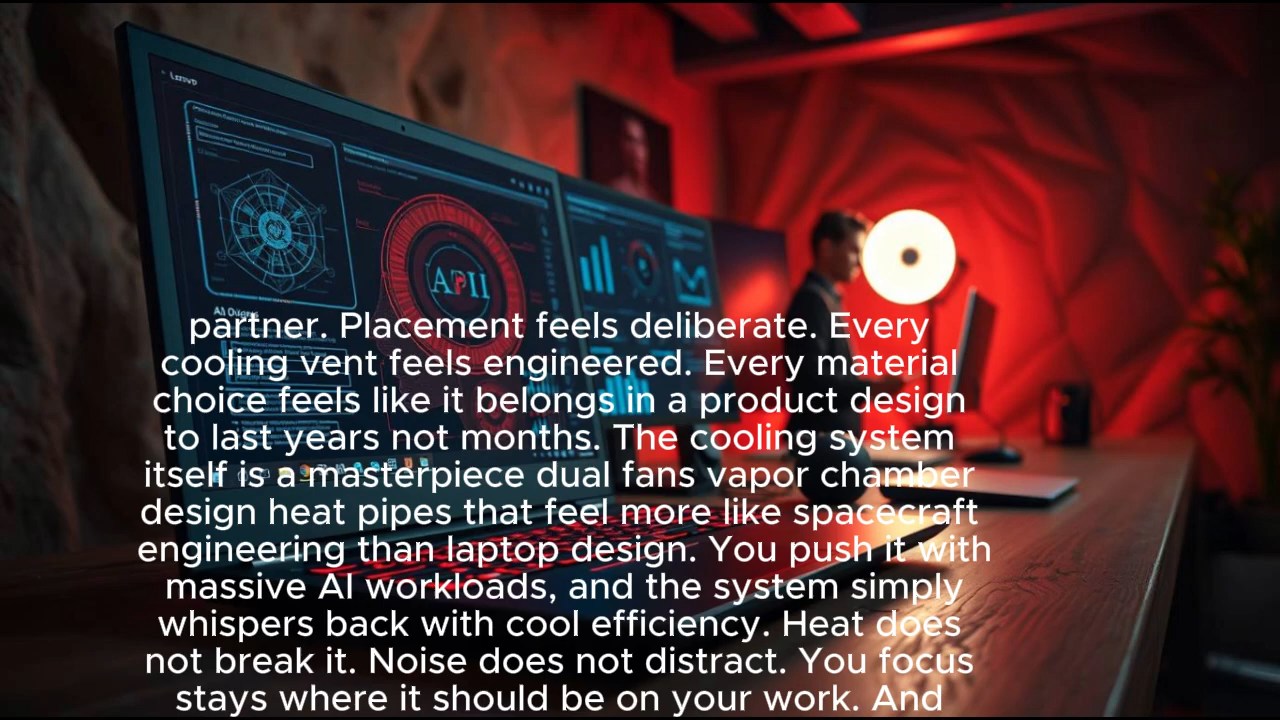 partner. Placement feels deliberate. Every
cooling vent feels engineered. Every material
choice feels like it belongs in a product design
to last years not months. The cooling system
itself is a masterpiece dual fans vapor chamber
design heat pipes that feel more like spacecraft
engineering than laptop design. You push it with
massive AI workloads, and the system simply
whispers back with cool efficiency. Heat does
not break it. Noise does not distract. You focus
stays where it should be on your work. And